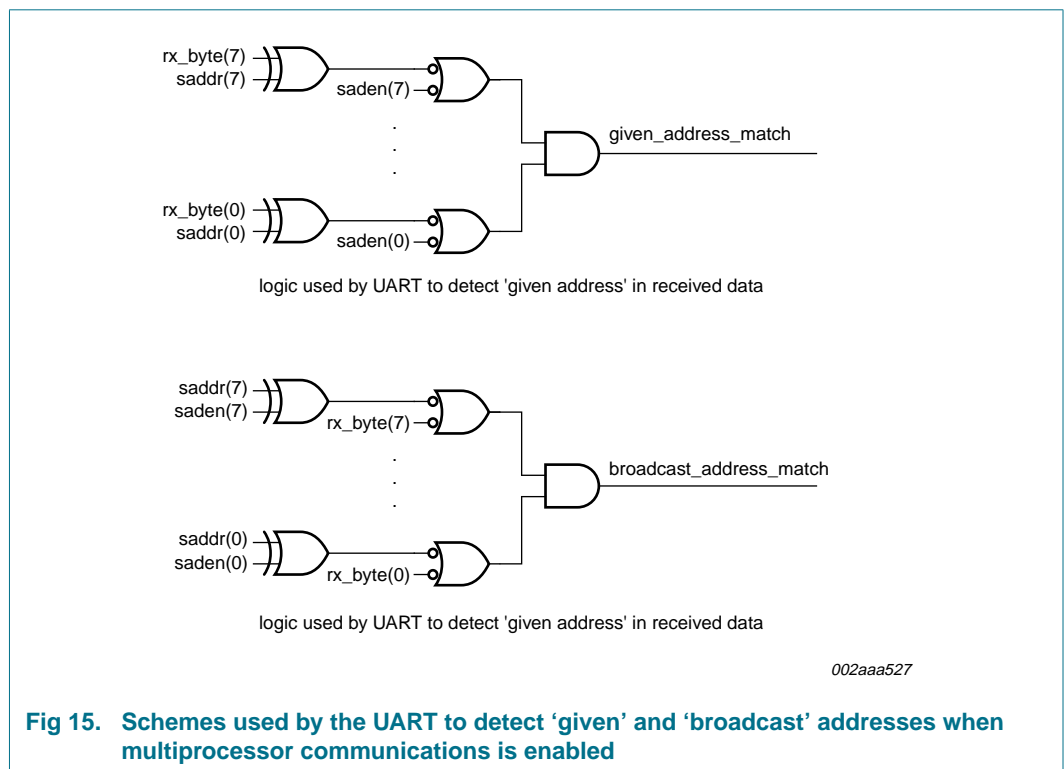 rx_byte(7)
saddr(7)
saden(7)
.
.
.
given_address_match
rx_byte(0)
saddr(0)
saden(0)
logic used by UART to detect 'given address' in received data
saddr(7)
saden(7)
rx_byte(7)
.
.
.
broadcast_address_match
saddr(0)
saden(0)
rx_byte(0)
logic used by UART to detect 'given address' in received data
002aaa527
Fig 15. Schemes used by the UART to detect ‘given’ and ‘broadcast’ addresses when
multiprocessor communications is enabled